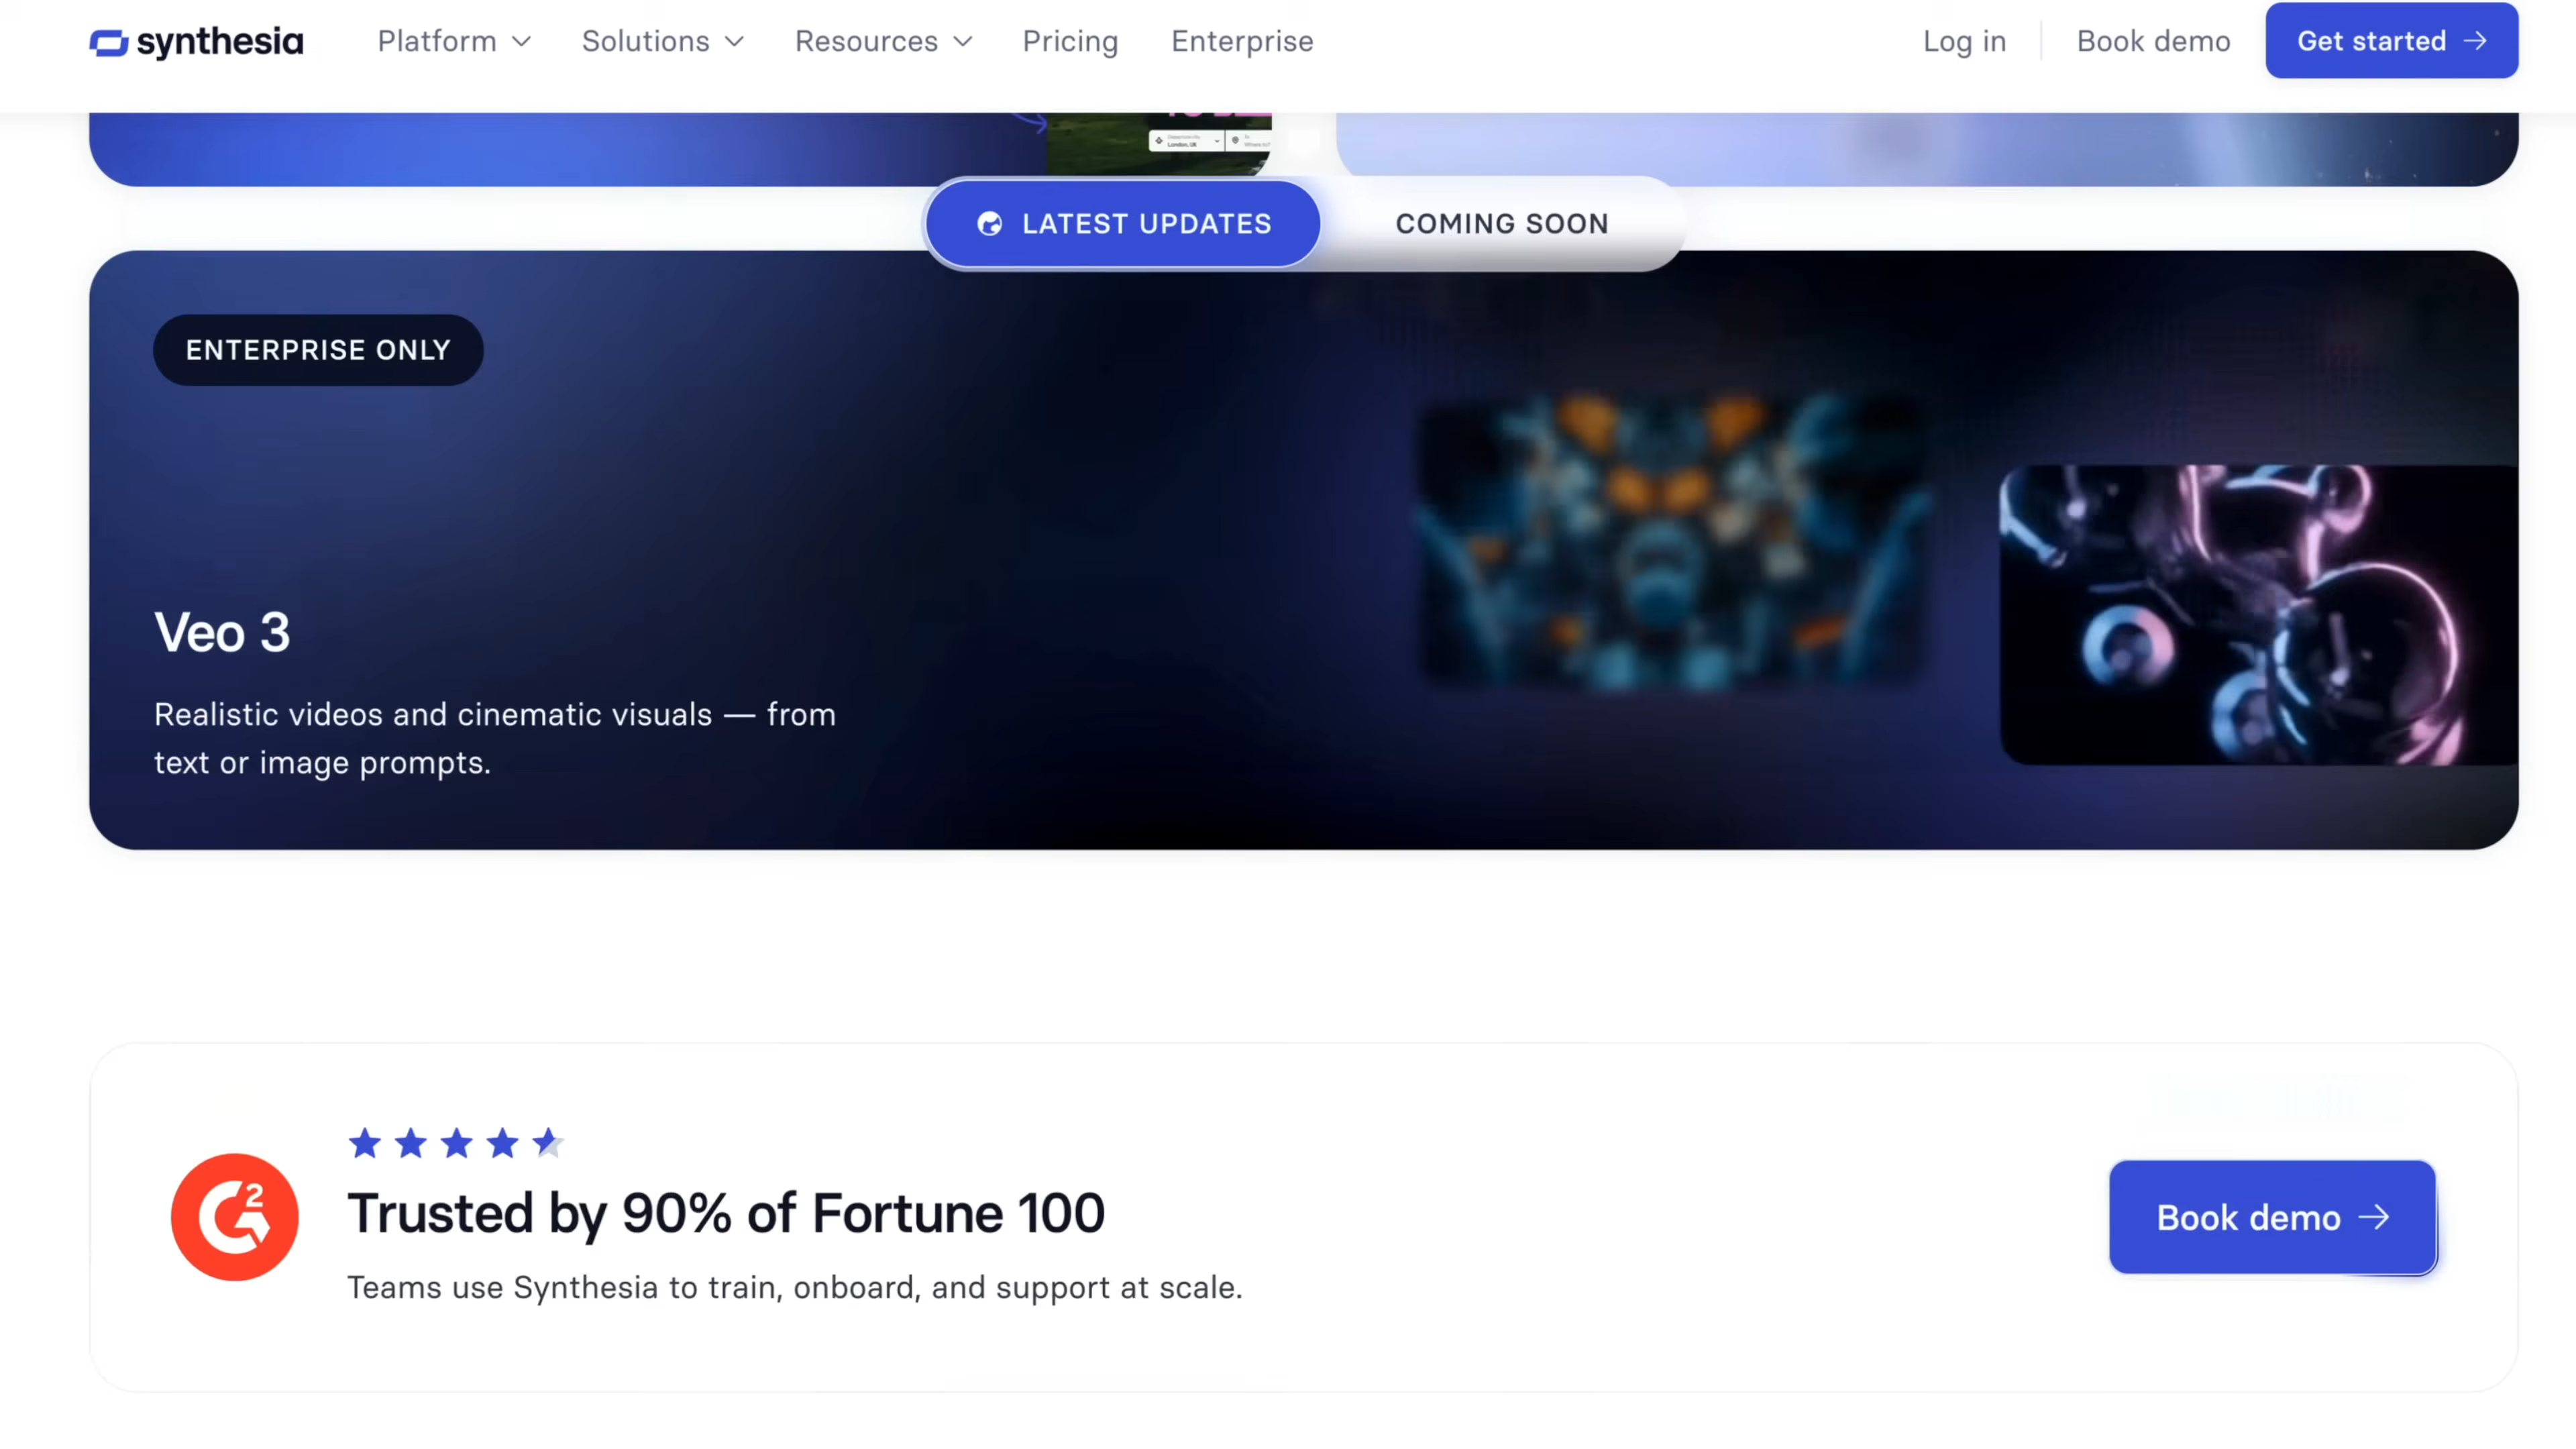 synthesia
Platform
Solutions
Resources
Pricing
Enterprise
Log in
Book demo
Get started
London, UK
LATEST UPDATES
COMING SOON
ENTERPRISE ONLY
Veo 3
Realistic videos and cinematic visuals — from
text or image prompts.
Trusted by 90% of Fortune 100
Teams use Synthesia to train, onboard, and support at scale.
Book demo